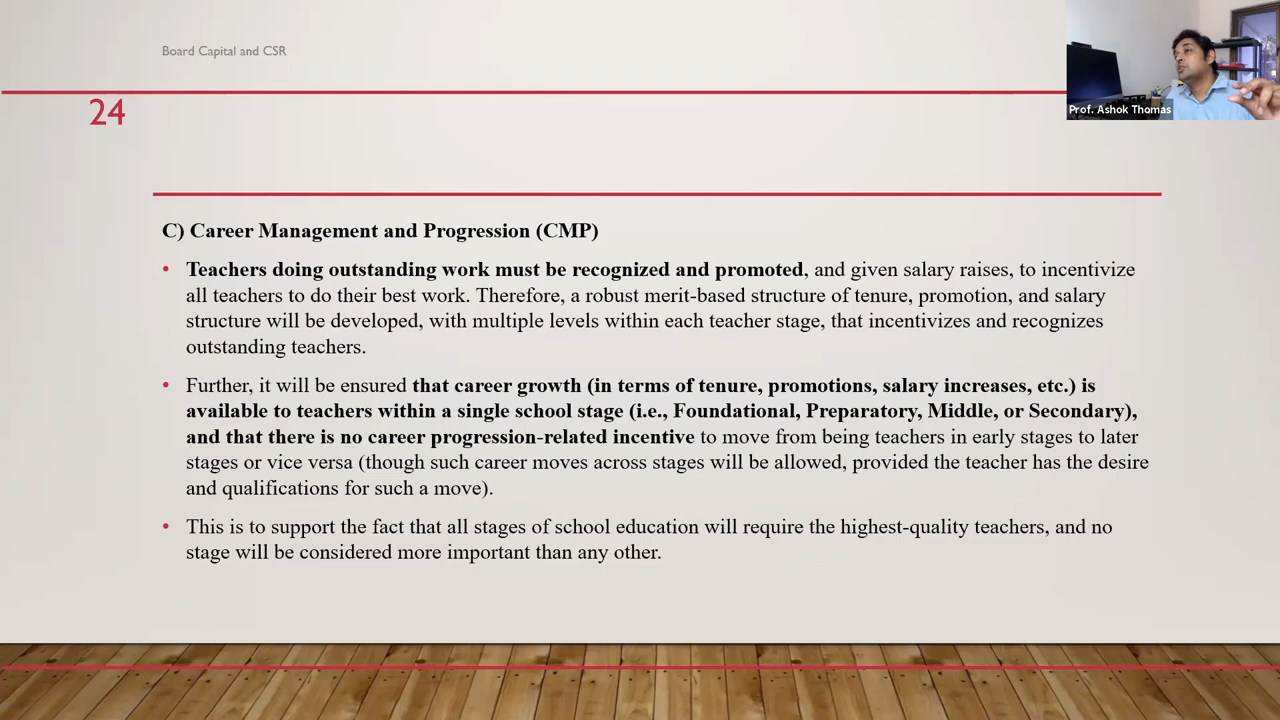 Board Capital and CSR
Prof. Ashok Thomas
24
C) Career Management and Progression (CMP)
• Teachers doing outstanding work must be recognized and promoted, and given salary raises, to incentivize
all teachers to do their best work. Therefore, a robust merit-based structure of tenure, promotion, and salary
structure will be developed, with multiple levels within each teacher stage, that incentivizes and recognizes
outstanding teachers.
• Further, it will be ensured that career growth (in terms of tenure, promotions, salary increases, etc.) is
available to teachers within a single school stage (i.e., Foundational, Preparatory, Middle, or Secondary),
and that there is no career progression-related incentive to move from being teachers in early stages to later
stages or vice versa (though such career moves across stages will be allowed, provided the teacher has the desire
and qualifications for such a move).
• This is to support the fact that all stages of school education will require the highest-quality teachers, and no
stage will be considered more important than any other.